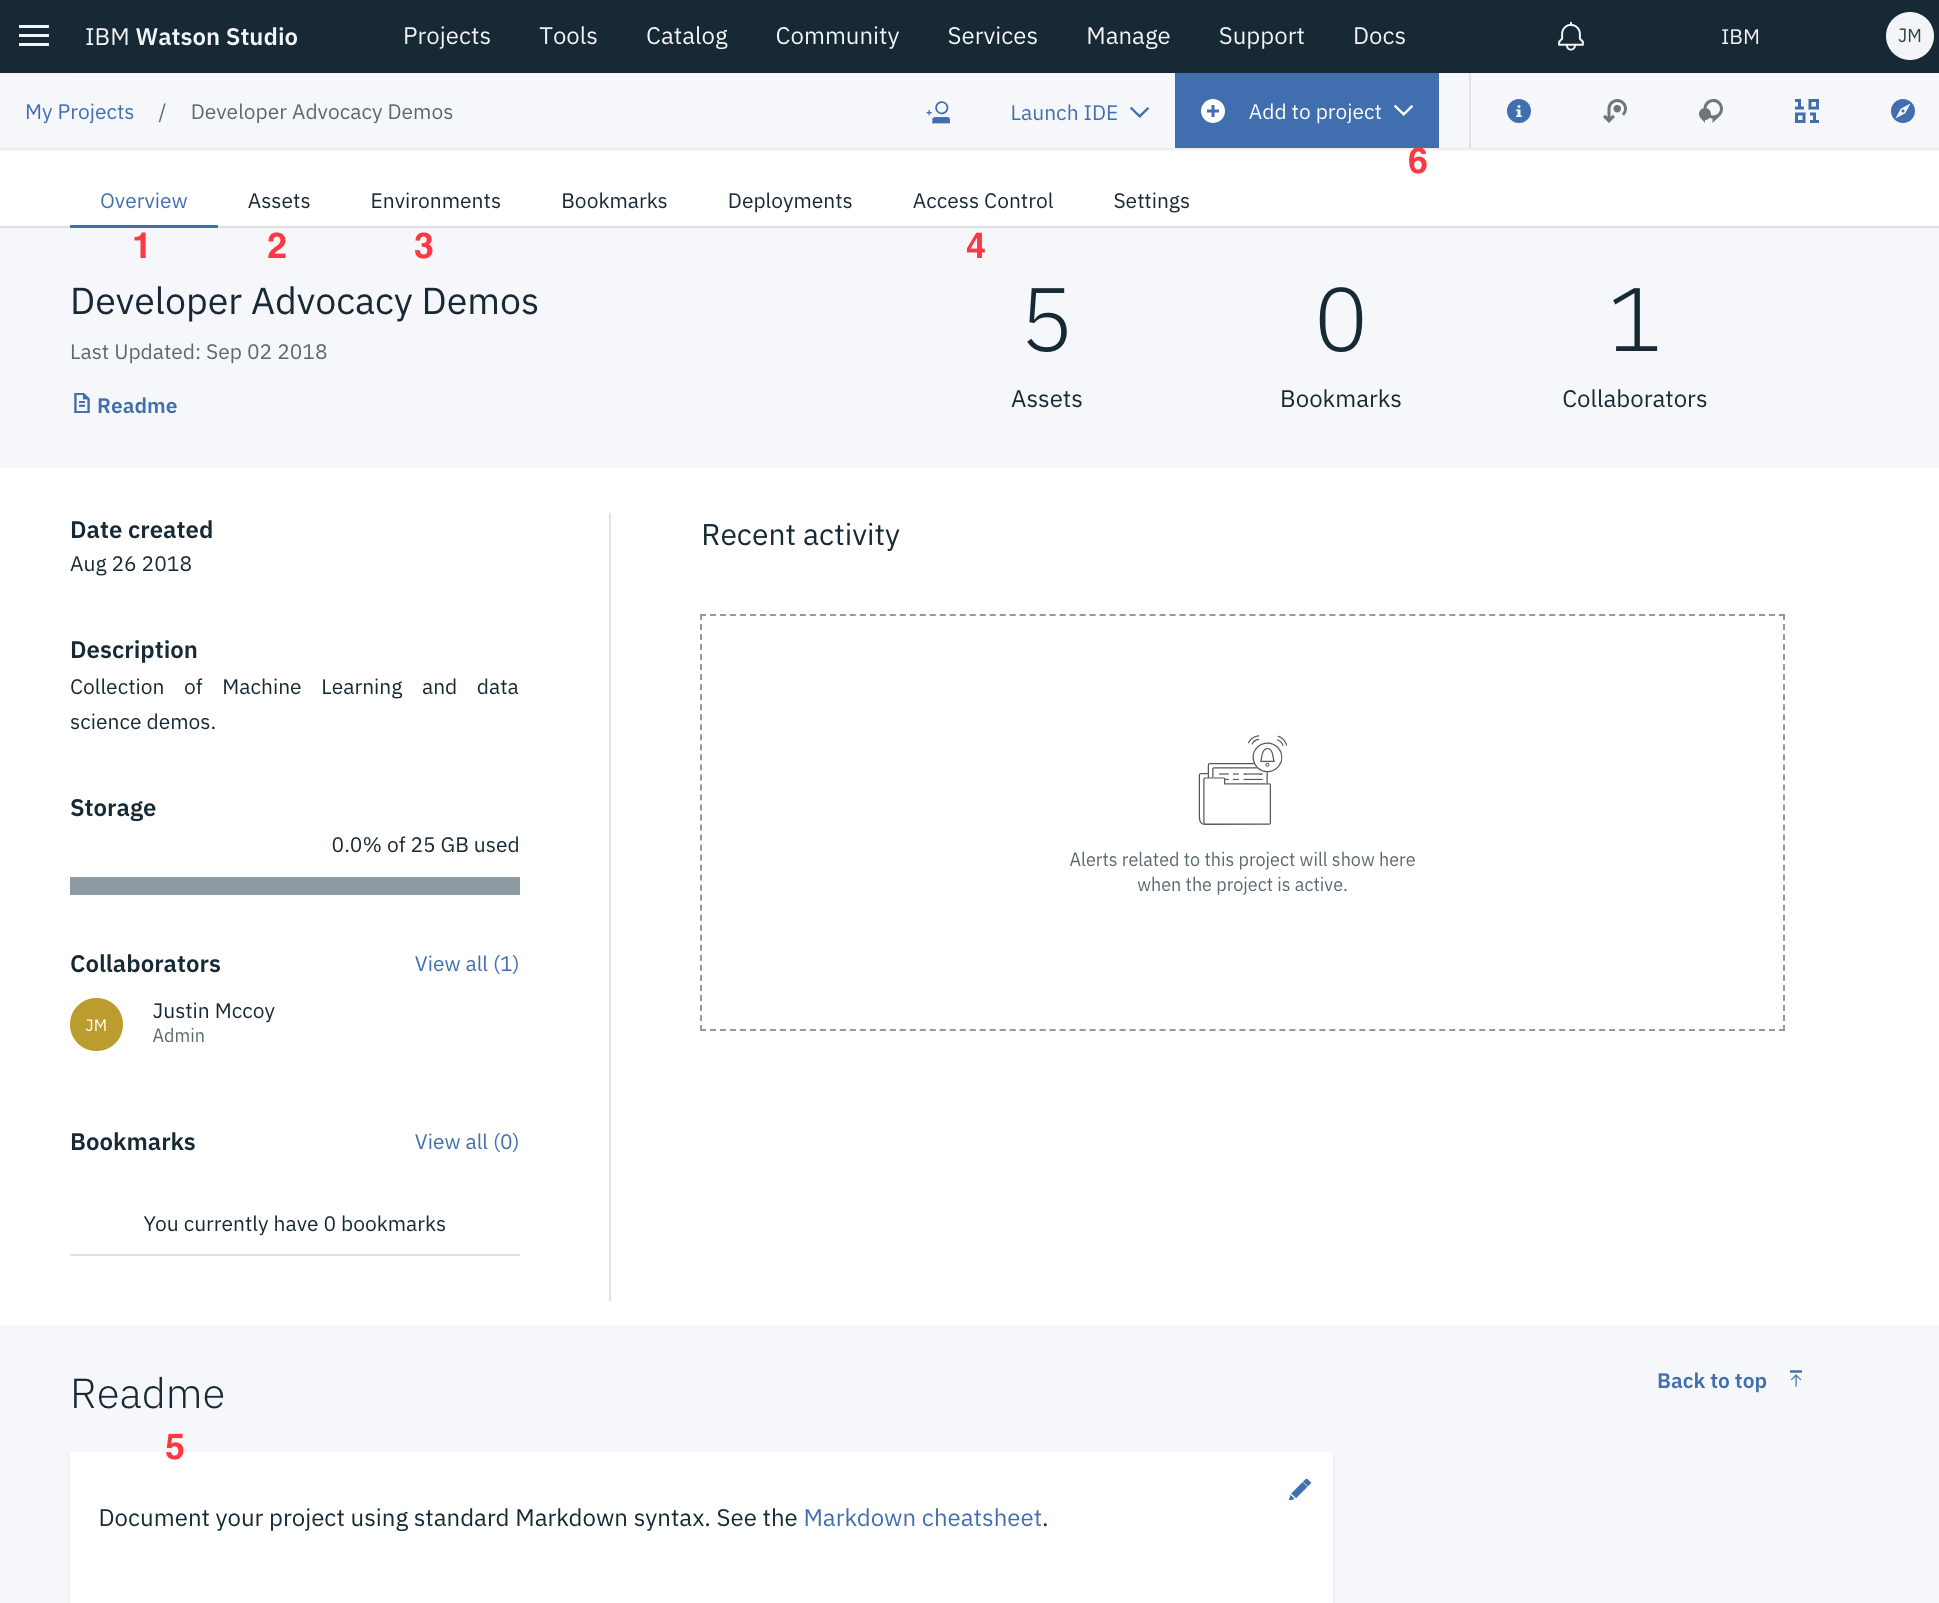 IBM Watson Studio Projects Tools Catalog Community Services Manage Support Docs IBM JM
My Projects / Developer Advocacy Demos Launch IDE Add to project
6
Overview Assets Environments Bookmarks Deployments Access Control Settings
1 2 3 4
Developer Advocacy Demos
Last Updated: Sep 02 2018
Readme
5 0 1
Assets Bookmarks Collaborators
Date created
Aug 26 2018
Description
Collection of Machine Learning and data
science demos.
Storage
0.0% of 25 GB used
Collaborators View all (1)
JM Justin Mccoy
Admin
Bookmarks View all (0)
You currently have 0 bookmarks
Recent activity
Alerts related to this project will show here
when the project is active.
Readme
Back to top
5
Document your project using standard Markdown syntax. See the Markdown cheatsheet.